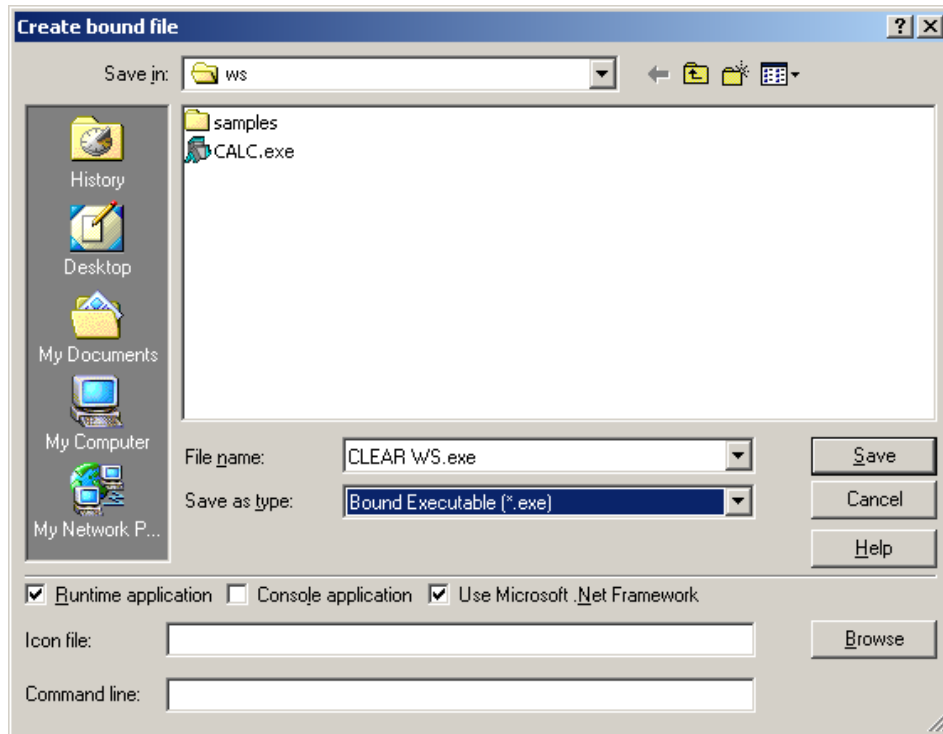 Create bound file
Save in:
ws
samples
CALC.exe
History
Desktop
My Documents
My Computer
My Network P...
File name:
CLEAR WS.exe
Save
Save as type:
Bound Executable (*.exe)
Cancel
Help
Runtime application
Console application
Use Microsoft .Net Framework
Icon file:
Browse
Command line: